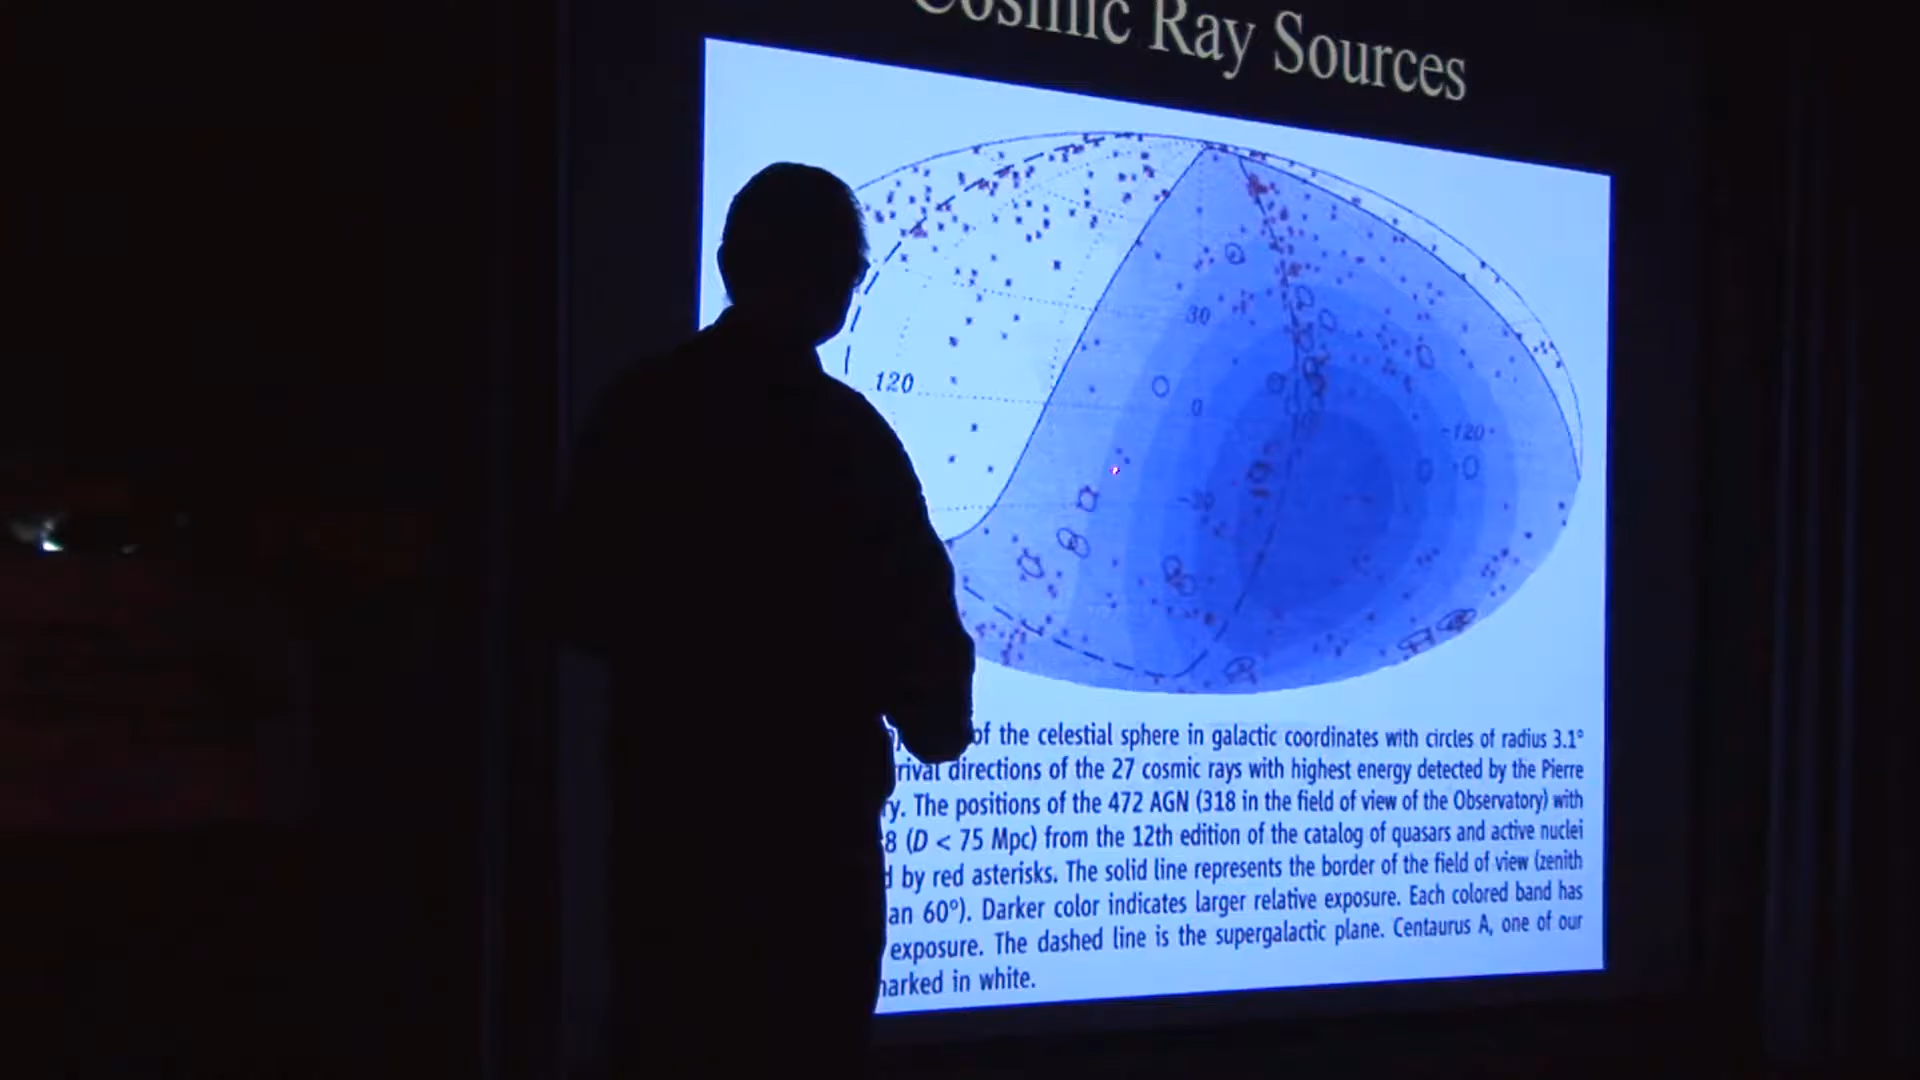 Cosmic Ray Sources
30
120
0
-120
-30
of the celestial sphere in galactic coordinates with circles of radius 3.1°
rival directions of the 27 cosmic rays with highest energy detected by the Pierre
ry. The positions of the 472 AGN (318 in the field of view of the Observatory) with
8 (D < 75 Mpc) from the 12th edition of the catalog of quasars and active nuclei
d by red asterisks. The solid line represents the border of the field of view (zenith
an 60°). Darker color indicates larger relative exposure. Each colored band has
exposure. The dashed line is the supergalactic plane. Centaurus A, one of our
arked in white.